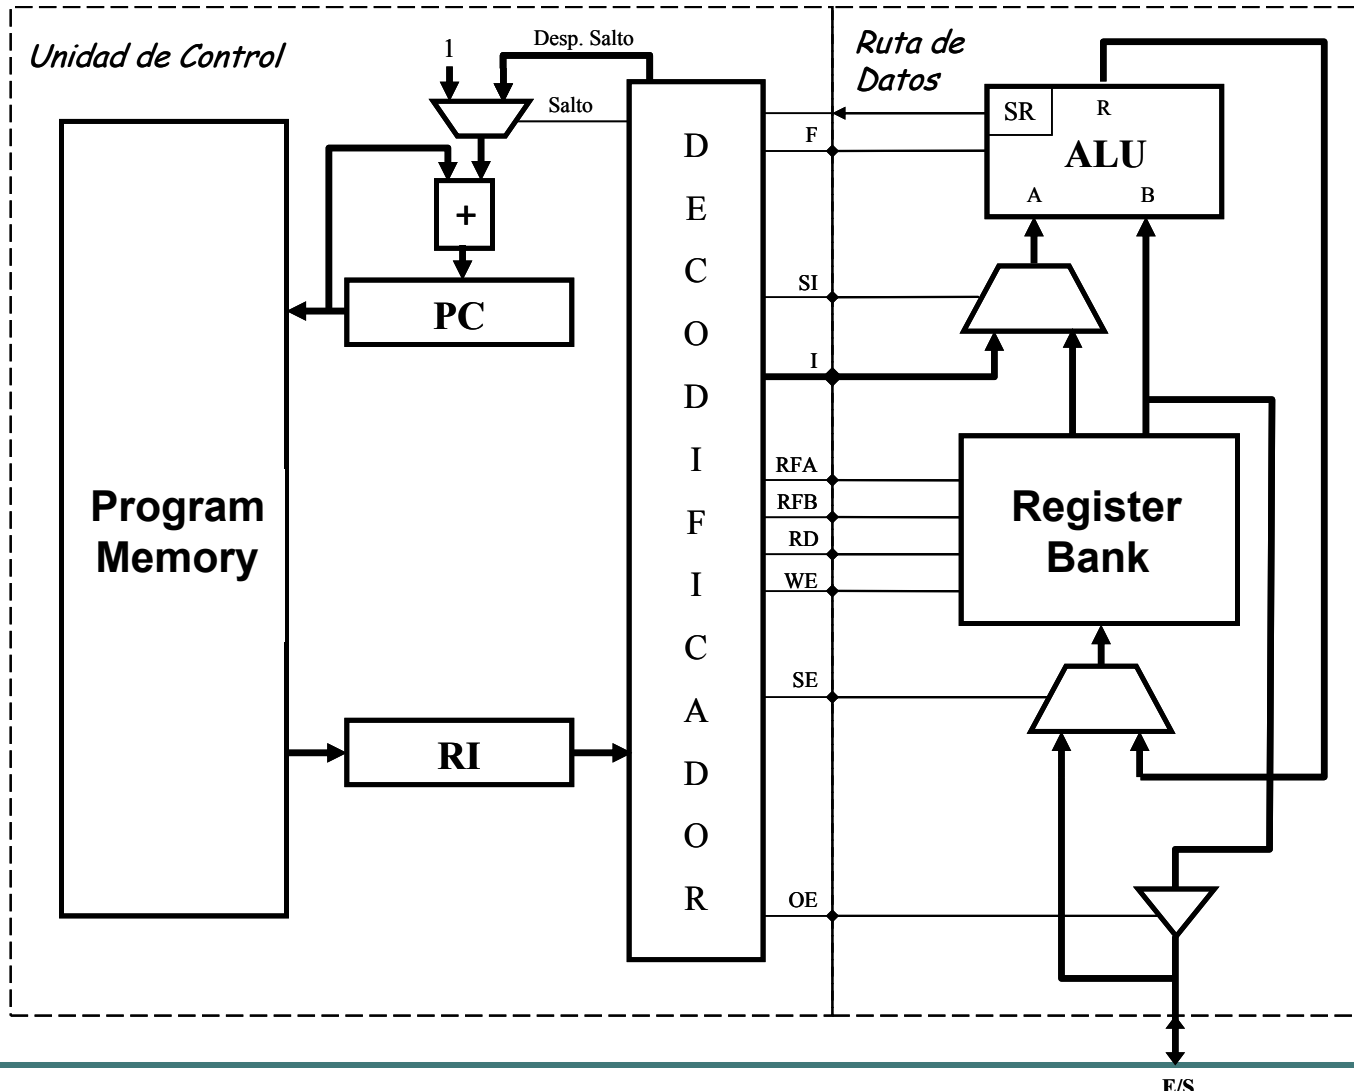 Unidad de Control
1
Desp. Salto
Salto
+
PC
Program
Memory
RI
D
E
C
O
D
I
F
I
C
A
D
O
R
F
SI
I
RFA
RFB
RD
WE
SE
OE
Ruta de
Datos
SR
R
ALU
A
B
Register
Bank
E/S